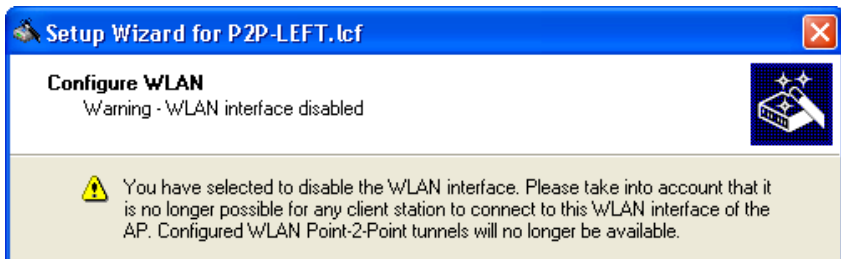 Setup Wizard for P2P-LEFT.lcf
Configure WLAN
Warning - WLAN interface disabled
You have selected to disable the WLAN interface. Please take into account that it
is no longer possible for any client station to connect to this WLAN interface of the
AP. Configured WLAN Point-2-Point tunnels will no longer be available.